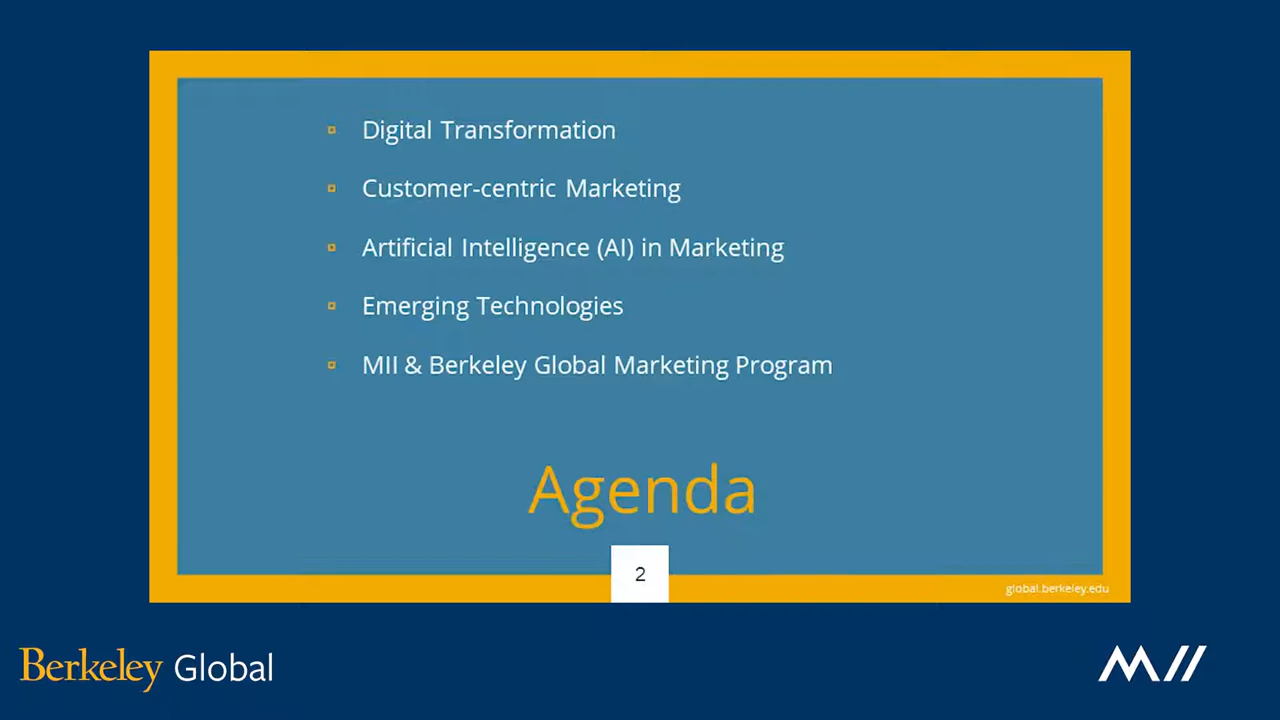 Digital Transformation
Customer-centric Marketing
Artificial Intelligence (AI) in Marketing
Emerging Technologies
MII & Berkeley Global Marketing Program
Agenda
2
global.berkeley.edu
Berkeley Global
MII